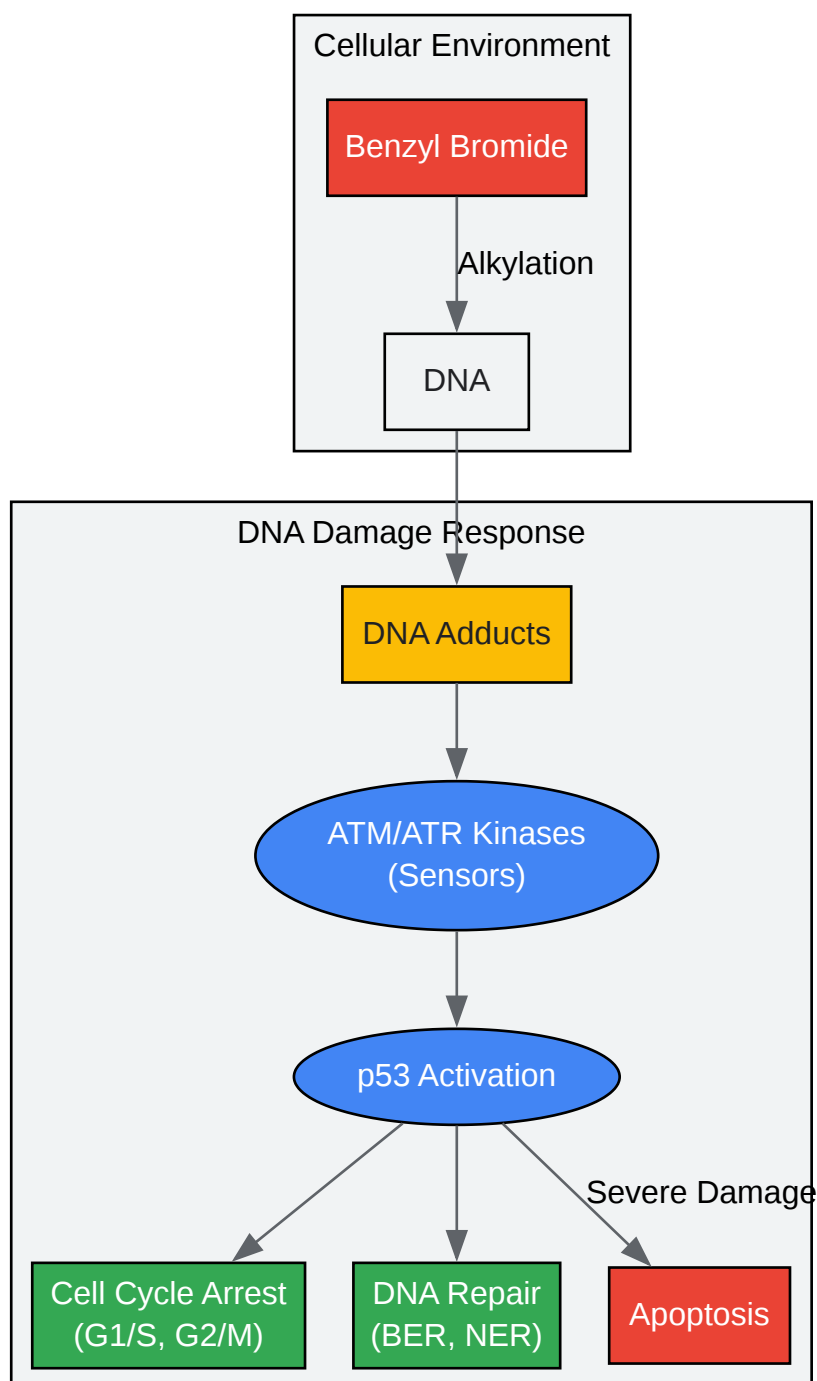 Cellular Environment
Benzyl Bromide
Alkylation
DNA
DNA Damage Response
DNA Adducts
ATM/ATR Kinases
(Sensors)
p53 Activation
Severe Damage
Cell Cycle Arrest
(G1/S, G2/M)
DNA Repair
(BER, NER)
Apoptosis